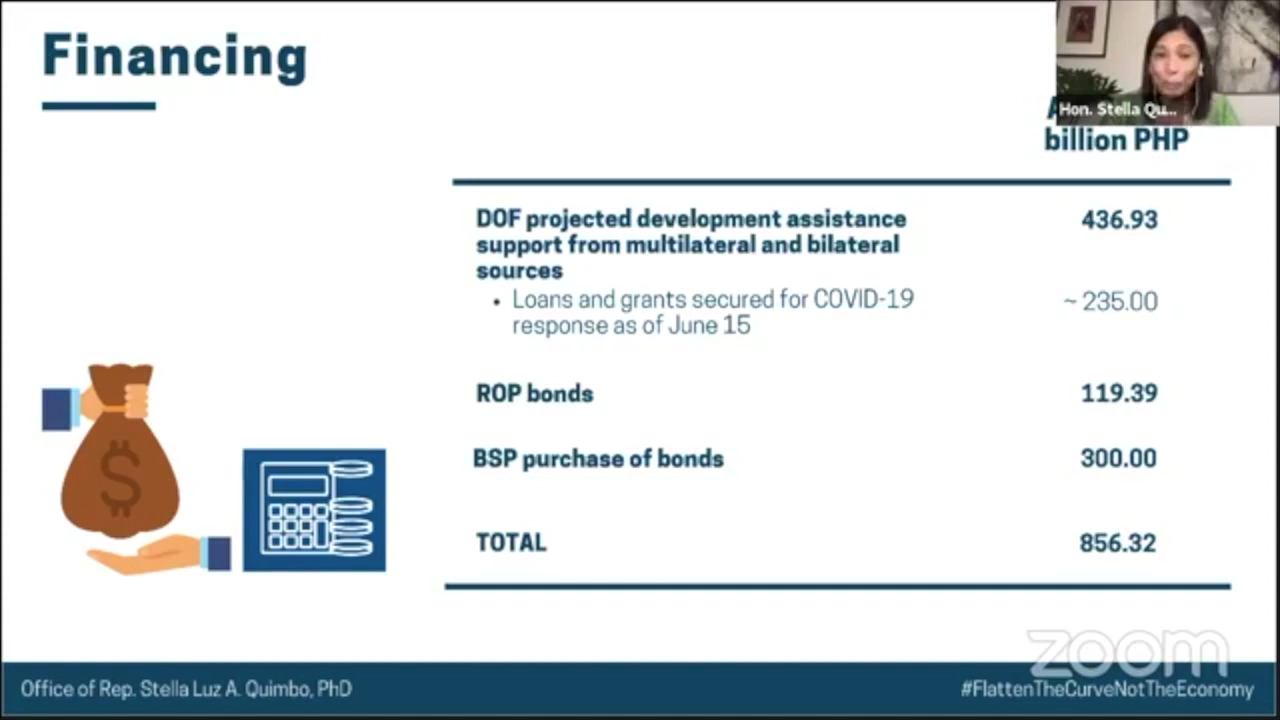 Financing
Hon. Stella Qu...
billion PHP
DOF projected development assistance
support from multilateral and bilateral
sources
436.93
• Loans and grants secured for COVID-19
response as of June 15
~ 235.00
ROP bonds
119.39
BSP purchase of bonds
300.00
TOTAL
856.32
$
zoom
Office of Rep. Stella Luz A. Quimbo, PhD
#FlattenTheCurveNotTheEconomy